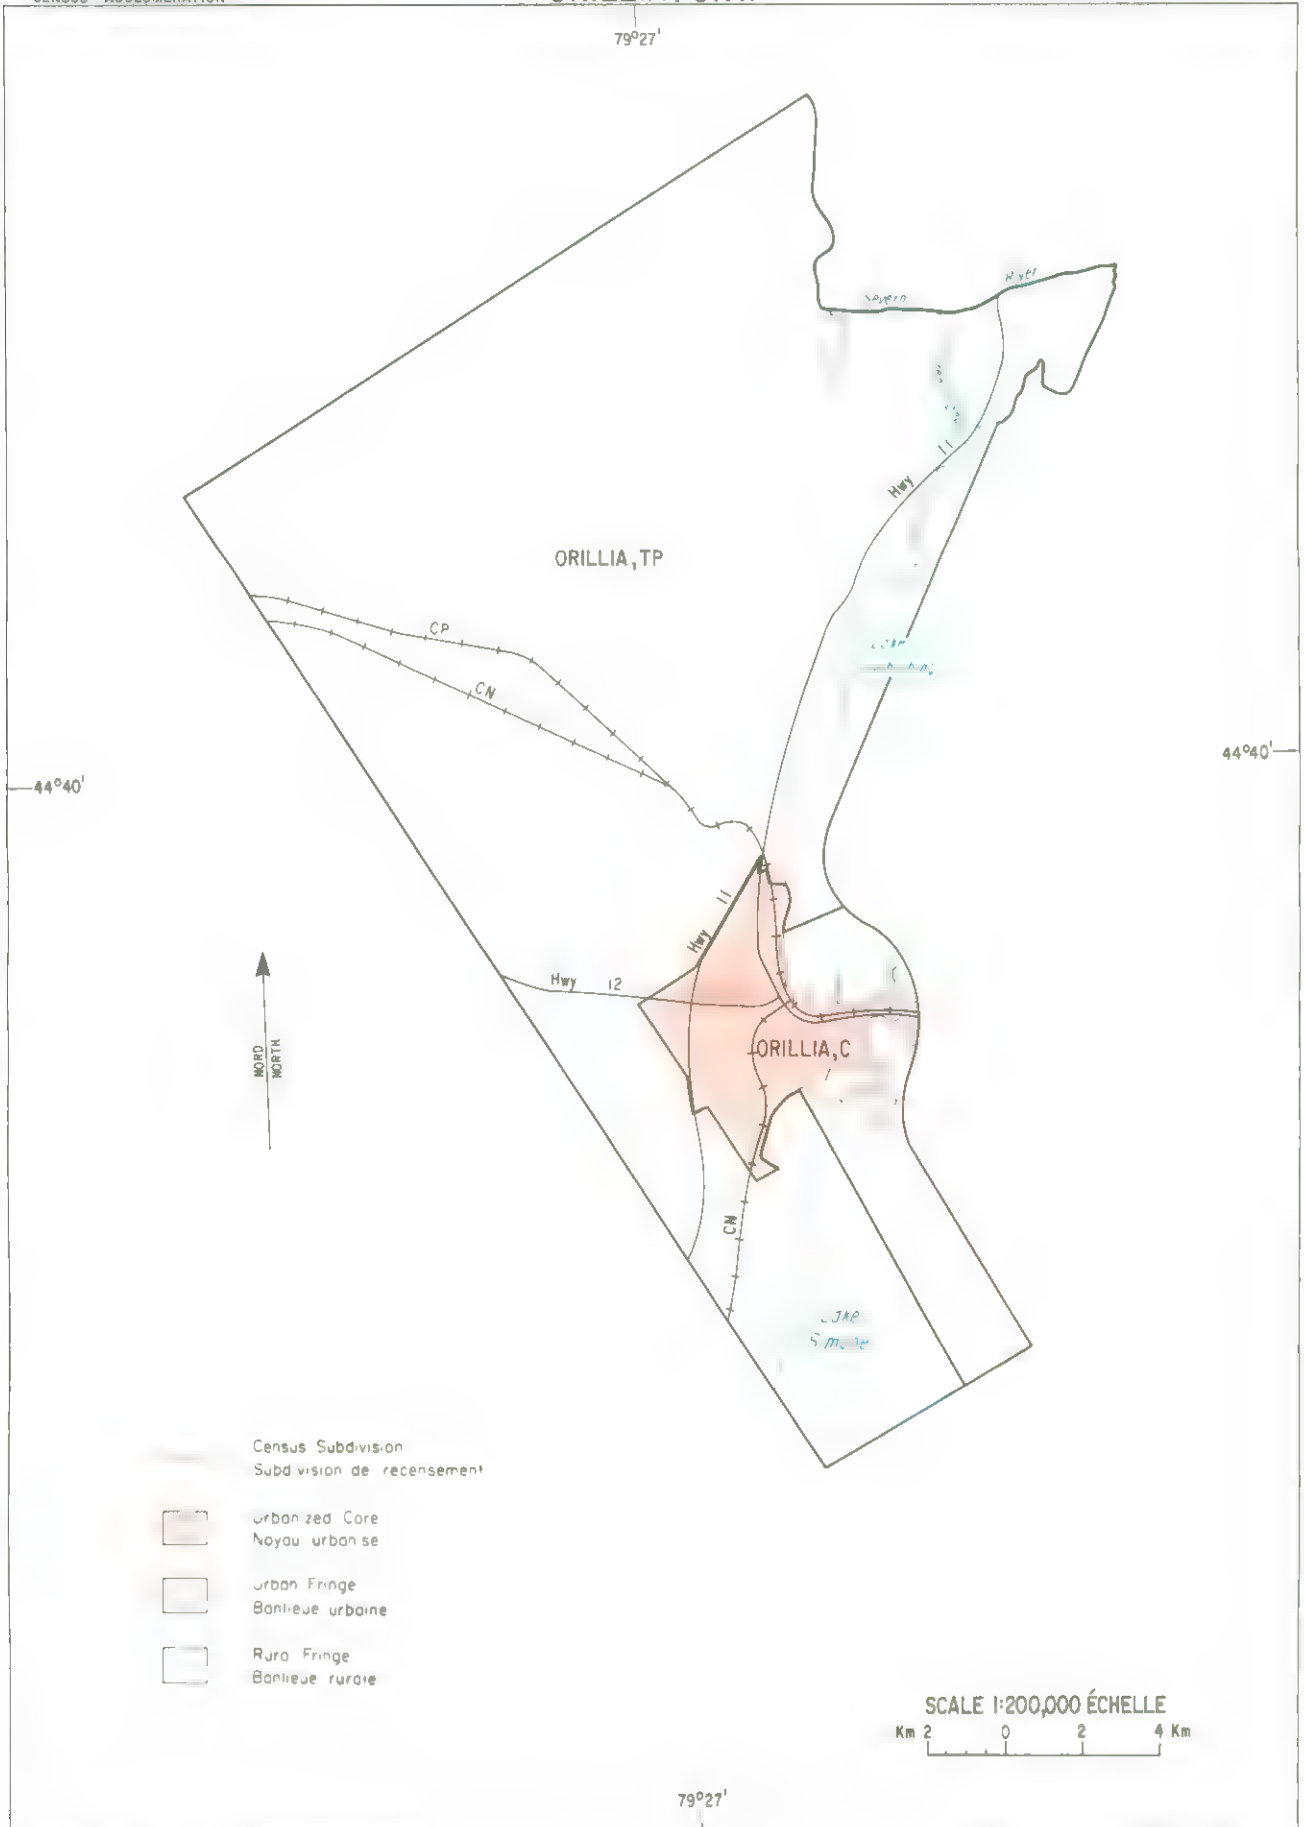 79°27'
River
Severn
Hwy 11
ORILLIA, TP
CP
CN
44°40'
44°40'
Hwy 11
Hwy 12
ORILLIA, C
NORD
NORTH
CN
Census Subdivision
Subdivision de recensement
Urbanized Core
Noyau urbanisé
Urban Fringe
Banlieue urbaine
Rural Fringe
Banlieue rurale
SCALE 1:200,000 ÉCHELLE
Km 2 0 2 4 Km
79°27'